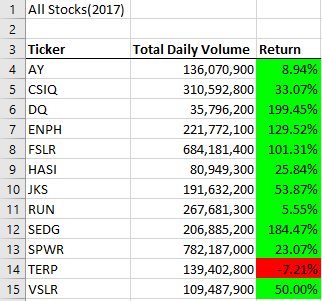 1 All Stocks(2017)
2
3 Ticker Total Daily Volume Return
4 AY 136,070,900 8.94%
5 CSIQ 310,592,800 33.07%
6 DQ 35,796,200 199.45%
7 ENPH 221,772,100 129.52%
8 FSLR 684,181,400 101.31%
9 HASI 80,949,300 25.84%
10 JKS 191,632,200 53.87%
11 RUN 267,681,300 5.55%
12 SEDG 206,885,200 184.47%
13 SPWR 782,187,000 23.07%
14 TERP 139,402,800 -7.21%
15 VSLR 109,487,900 50.00%